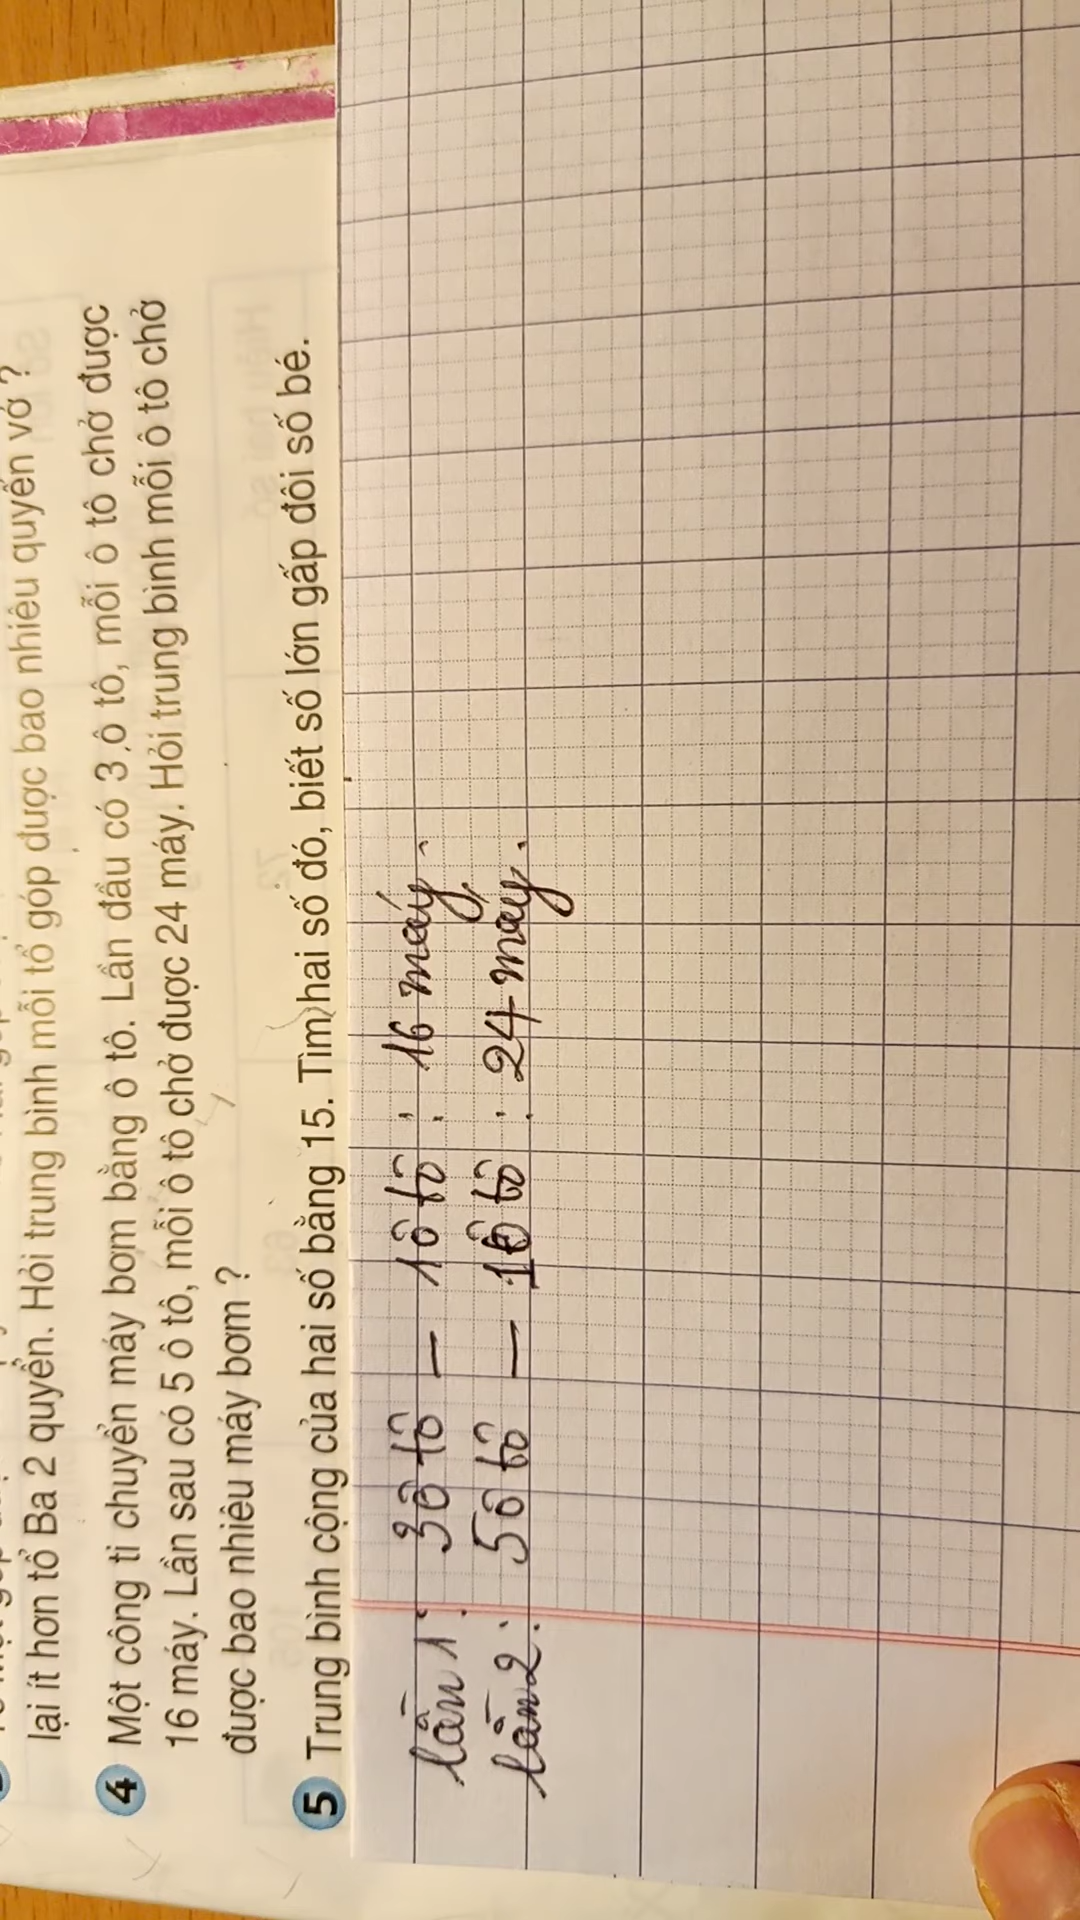 lại ít hơn tổ Ba 2 quyển. Hỏi trung bình mỗi tổ góp được bao nhiêu quyển vở ?
4 Một công ti chuyển máy bơm bằng ô tô. Lần đầu có 3 ô tô, mỗi ô tô chở được
16 máy. Lần sau có 5 ô tô, mỗi ô tô chở được 24 máy. Hỏi trung bình mỗi ô tô chở
được bao nhiêu máy bơm ?
5 Trung bình cộng của hai số bằng 15. Tìm hai số đó, biết số lớn gấp đôi số bé.
lần 1: 3ô tô — 1ô tô : 16 máy.
lần 2: 5ô tô — 1ô tô : 24 máy.